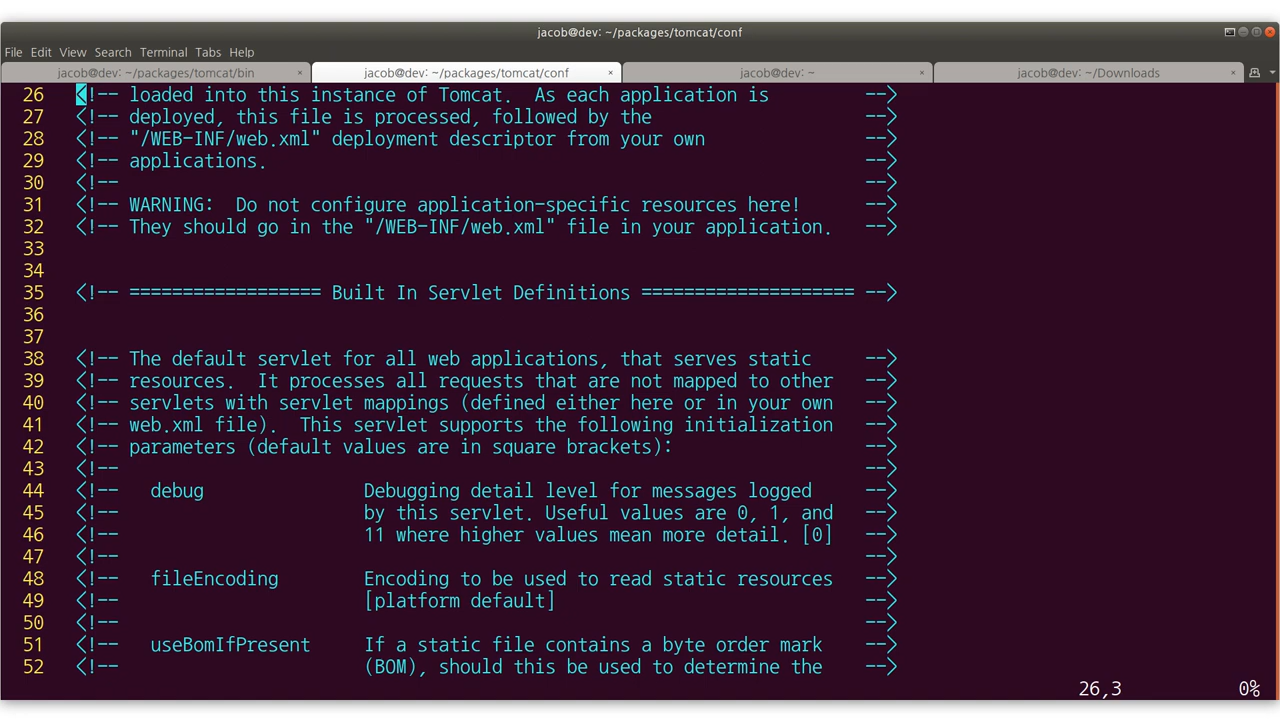 jacob@dev: ~/packages/tomcat/conf
File Edit View Search Terminal Tabs Help
jacob@dev: ~/packages/tomcat/bin × jacob@dev: ~/packages/tomcat/conf × jacob@dev: ~ × jacob@dev: ~/Downloads ×
26 <!-- loaded into this instance of Tomcat.  As each application is -->
27 <!-- deployed, this file is processed, followed by the -->
28 <!-- "/WEB-INF/web.xml" deployment descriptor from your own -->
29 <!-- applications. -->
30 <!-- -->
31 <!-- WARNING:  Do not configure application-specific resources here! -->
32 <!-- They should go in the "/WEB-INF/web.xml" file in your application. -->
33
34
35 <!-- ================== Built In Servlet Definitions ==================== -->
36
37
38 <!-- The default servlet for all web applications, that serves static -->
39 <!-- resources.  It processes all requests that are not mapped to other -->
40 <!-- servlets with servlet mappings (defined either here or in your own -->
41 <!-- web.xml file).  This servlet supports the following initialization -->
42 <!-- parameters (default values are in square brackets): -->
43 <!-- -->
44 <!-- debug Debugging detail level for messages logged -->
45 <!-- by this servlet. Useful values are 0, 1, and -->
46 <!-- 11 where higher values mean more detail. [0] -->
47 <!-- -->
48 <!-- fileEncoding Encoding to be used to read static resources -->
49 <!-- [platform default] -->
50 <!-- -->
51 <!-- useBomIfPresent If a static file contains a byte order mark -->
52 <!-- (BOM), should this be used to determine the -->
26,3 0%